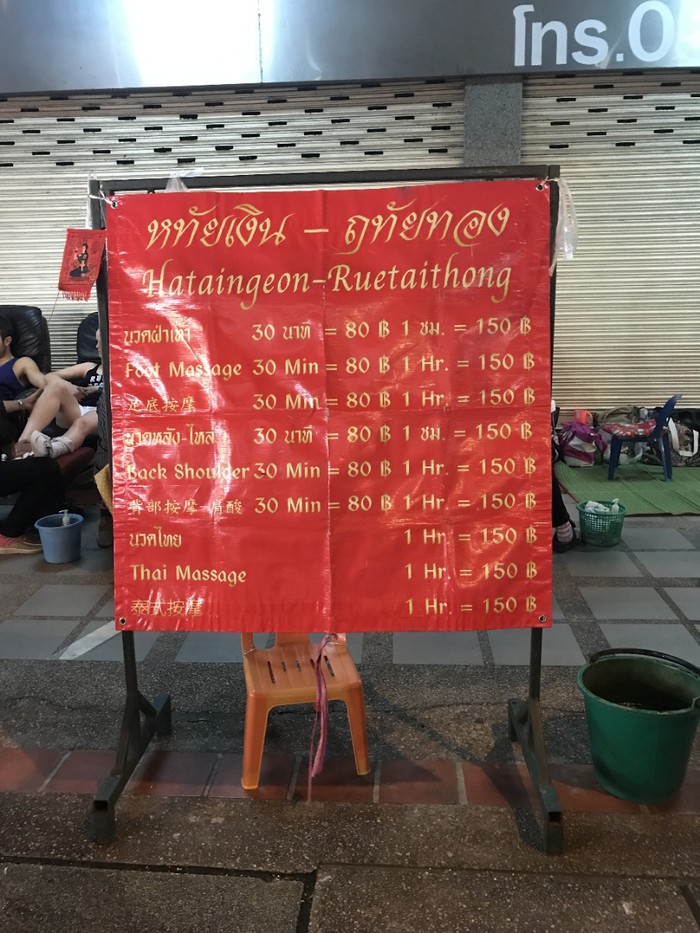 โทร.0
หทัยเงิน - ฤทัยทอง
Hataingeon-Ruetaithong
นวดฝ่าเท้า 30 นาที = 80 ฿ 1 ชม. = 150 ฿
Foot Massage 30 Min = 80 ฿ 1 Hr. = 150 ฿
足底按摩 30 Min = 80 ฿ 1 Hr. = 150 ฿
นวดหลัง-ไหล่ 30 นาที = 80 ฿ 1 ชม. = 150 ฿
Back Shoulder 30 Min = 80 ฿ 1 Hr. = 150 ฿
背部按摩 肩酸 30 Min = 80 ฿ 1 Hr. = 150 ฿
นวดไทย 1 Hr. = 150 ฿
Thai Massage 1 Hr. = 150 ฿
泰式按摩 1 Hr. = 150 ฿